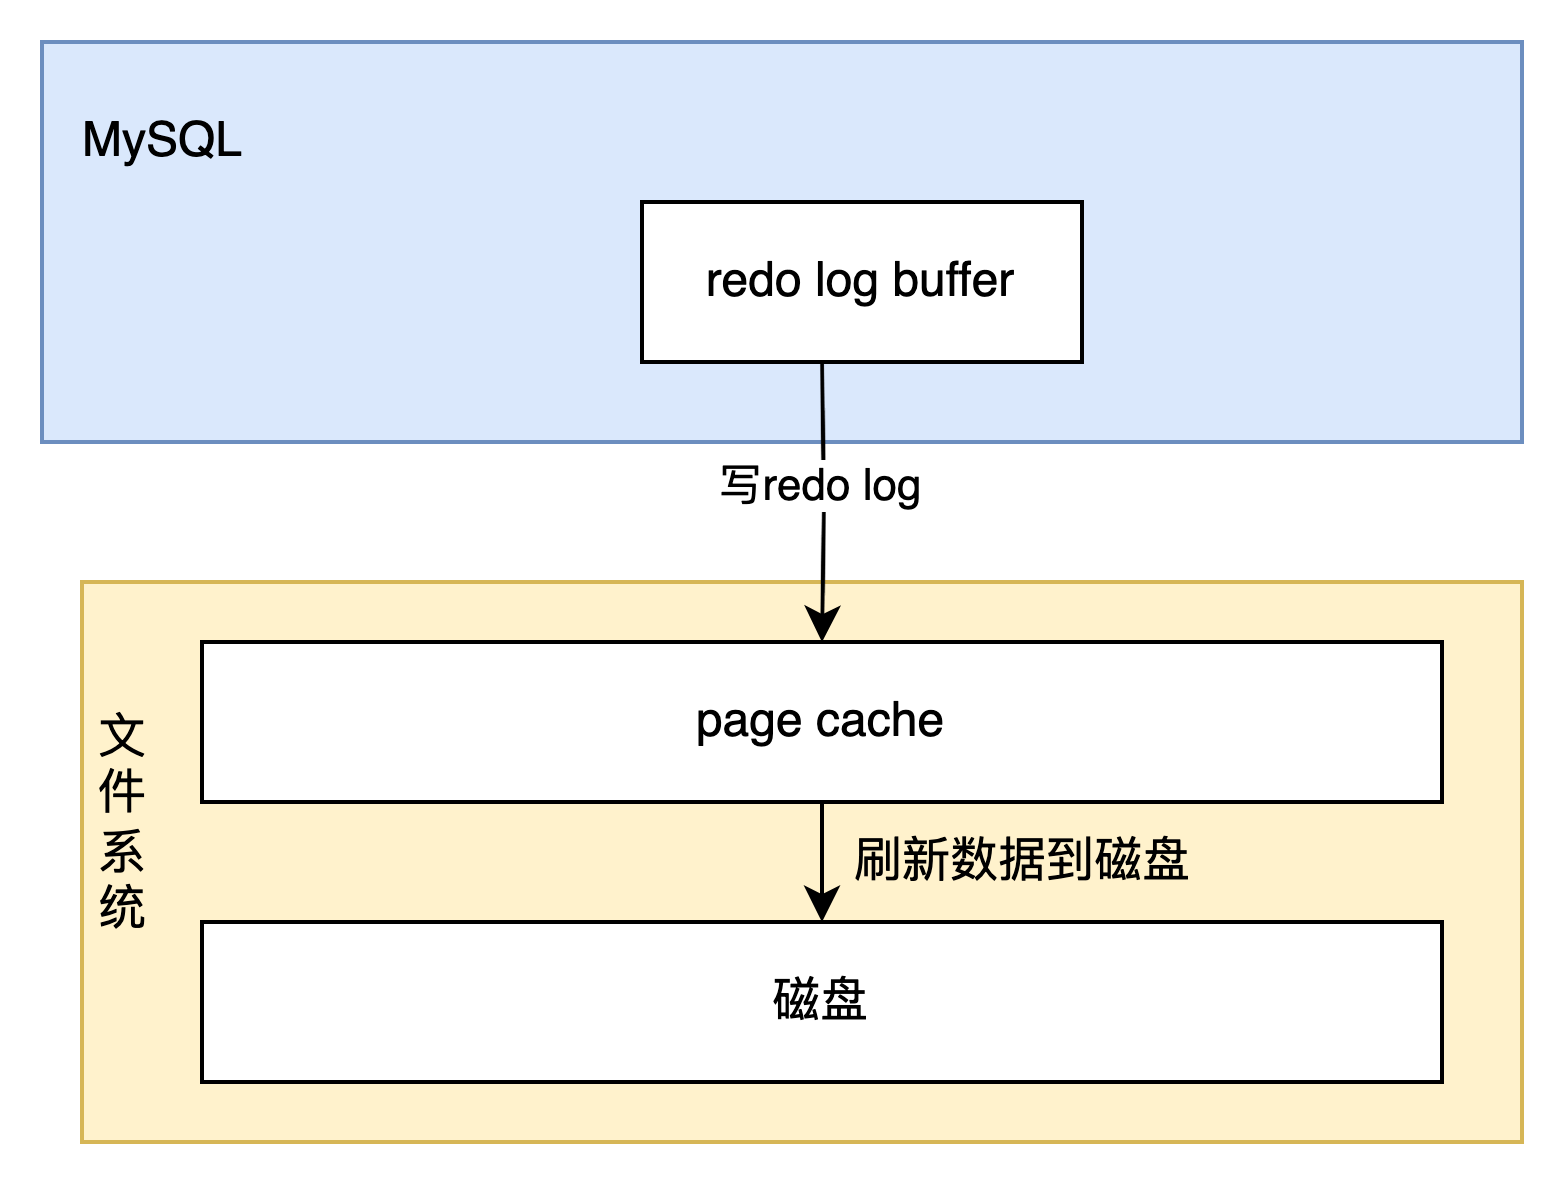 MySQL
redo log buffer
写redo log
page cache
文
件
系
统
刷新数据到磁盘
磁盘